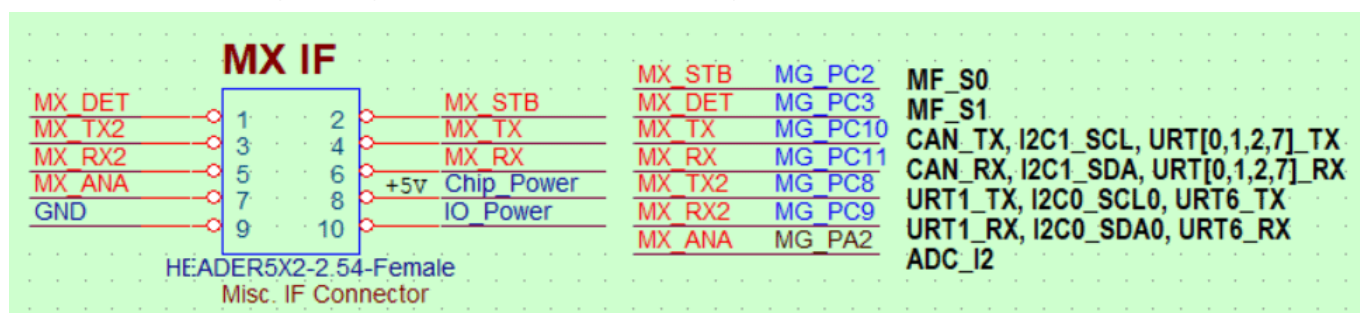 MX IF
MX_DET 1 2 MX_STB
MX_TX2 3 4 MX_TX
MX_RX2 5 6 MX_RX
MX_ANA 7 8 +5V Chip_Power
GND 9 10 IO_Power
HEADER5X2-2.54-Female
Misc. IF Connector
MX_STB MG_PC2 MF_S0
MX_DET MG_PC3 MF_S1
MX_TX MG_PC10 CAN_TX, I2C1_SCL, URT[0,1,2,7]_TX
MX_RX MG_PC11 CAN_RX, I2C1_SDA, URT[0,1,2,7]_RX
MX_TX2 MG_PC8 URT1_TX, I2C0_SCL0, URT6_TX
MX_RX2 MG_PC9 URT1_RX, I2C0_SDA0, URT6_RX
MX_ANA MG_PA2 ADC_I2